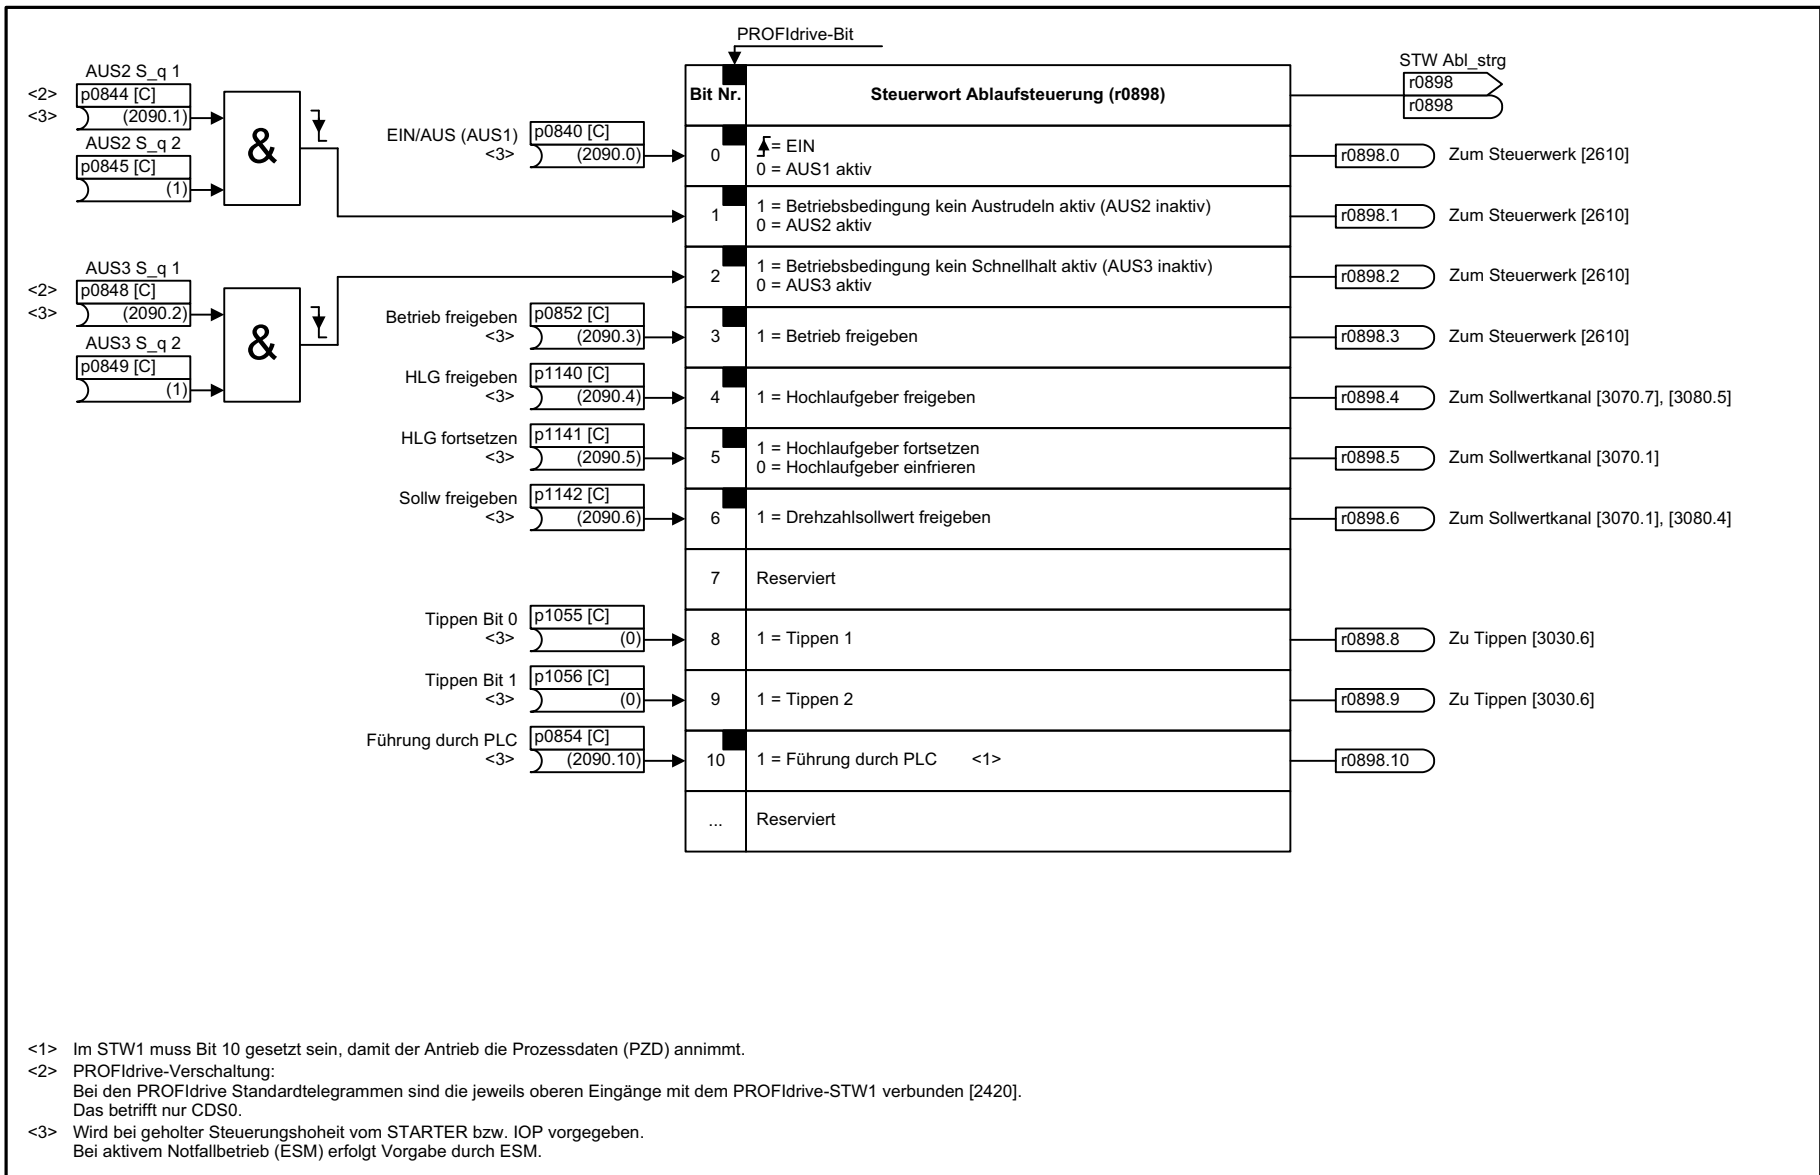 PROFIdrive-Bit
AUS2 S_q 1
<2> p0844 [C]
<3> (2090.1)
AUS2 S_q 2
p0845 [C]
(1)
&
AUS3 S_q 1
<2> p0848 [C]
<3> (2090.2)
AUS3 S_q 2
p0849 [C]
(1)
&
Bit Nr. Steuerwort Ablaufsteuerung (r0898)
STW Abl_strg
r0898
r0898
EIN/AUS (AUS1) p0840 [C]
<3> (2090.0)
0 = EIN
0 = AUS1 aktiv
r0898.0 Zum Steuerwerk [2610]
1 1 = Betriebsbedingung kein Austrudeln aktiv (AUS2 inaktiv)
0 = AUS2 aktiv
r0898.1 Zum Steuerwerk [2610]
2 1 = Betriebsbedingung kein Schnellhalt aktiv (AUS3 inaktiv)
0 = AUS3 aktiv
r0898.2 Zum Steuerwerk [2610]
Betrieb freigeben p0852 [C]
<3> (2090.3)
3 1 = Betrieb freigeben
r0898.3 Zum Steuerwerk [2610]
HLG freigeben p1140 [C]
<3> (2090.4)
4 1 = Hochlaufgeber freigeben
r0898.4 Zum Sollwertkanal [3070.7], [3080.5]
HLG fortsetzen p1141 [C]
<3> (2090.5)
5 1 = Hochlaufgeber fortsetzen
0 = Hochlaufgeber einfrieren
r0898.5 Zum Sollwertkanal [3070.1]
Sollw freigeben p1142 [C]
<3> (2090.6)
6 1 = Drehzahlsollwert freigeben
r0898.6 Zum Sollwertkanal [3070.1], [3080.4]
7 Reserviert
Tippen Bit 0 p1055 [C]
<3> (0)
8 1 = Tippen 1
r0898.8 Zu Tippen [3030.6]
Tippen Bit 1 p1056 [C]
<3> (0)
9 1 = Tippen 2
r0898.9 Zu Tippen [3030.6]
Führung durch PLC p0854 [C]
<3> (2090.10)
10 1 = Führung durch PLC <1>
r0898.10
... Reserviert
<1> Im STW1 muss Bit 10 gesetzt sein, damit der Antrieb die Prozessdaten (PZD) annimmt.
<2> PROFIdrive-Verschaltung:
Bei den PROFIdrive Standardtelegrammen sind die jeweils oberen Eingänge mit dem PROFIdrive-STW1 verbunden [2420].
Das betrifft nur CDS0.
<3> Wird bei geholter Steuerungshoheit vom STARTER bzw. IOP vorgegeben.
Bei aktivem Notfallbetrieb (ESM) erfolgt Vorgabe durch ESM.